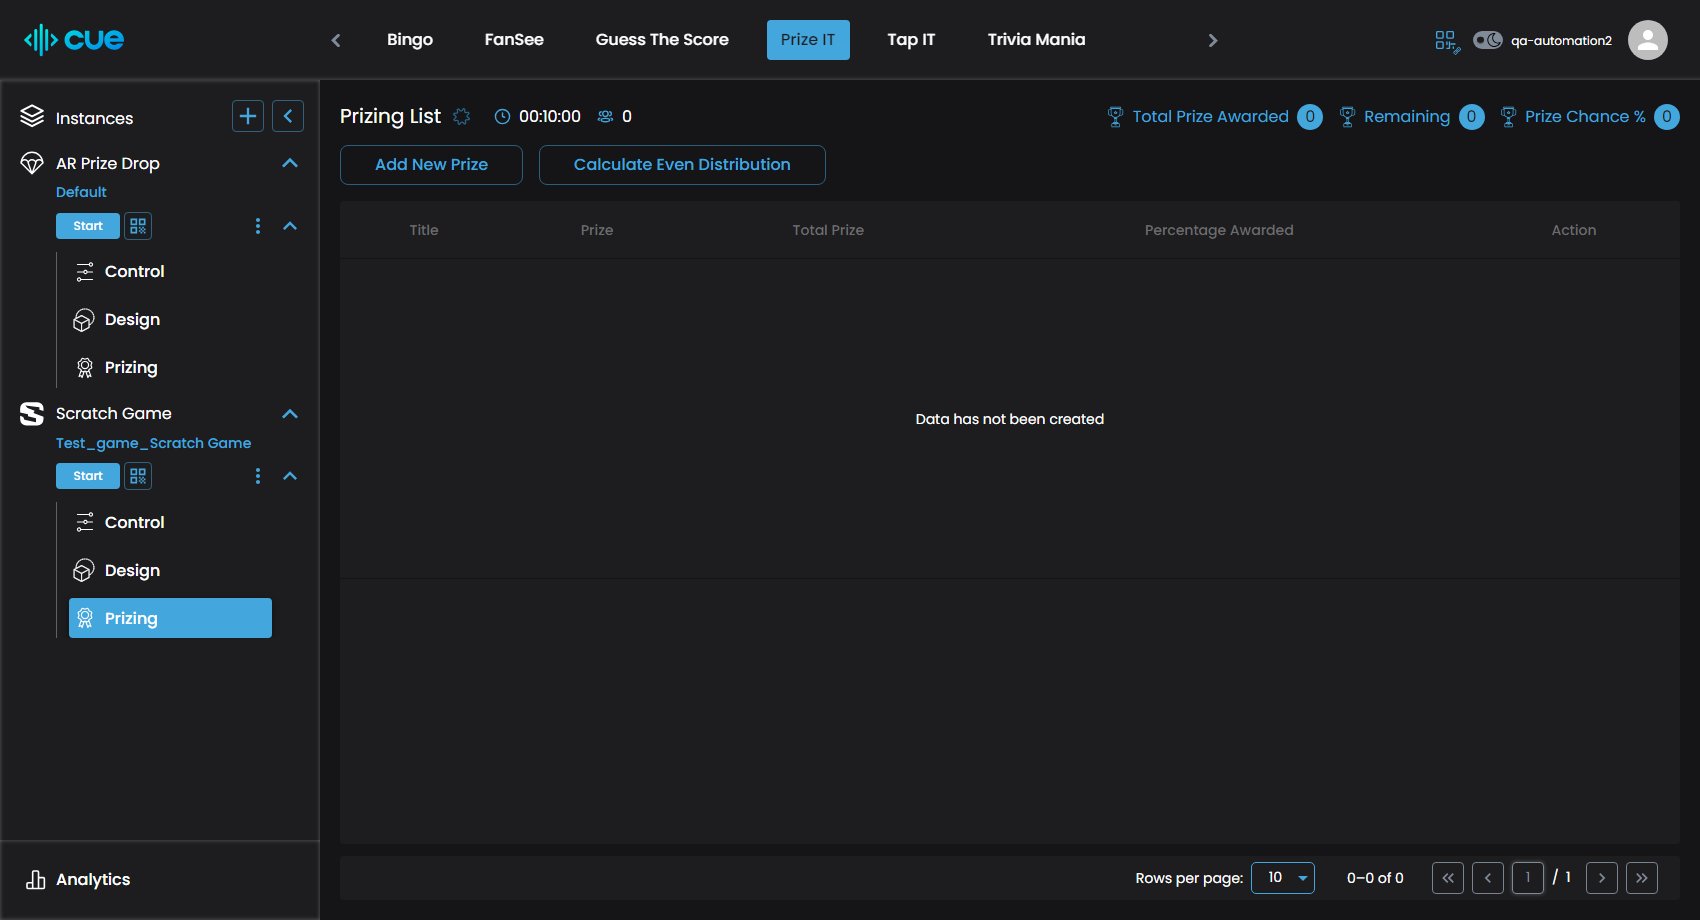 cue
Bingo FanSee Guess The Score Prize IT Tap IT Trivia Mania
qa-automation2
Instances
AR Prize Drop
Default
Start
Control
Design
Prizing
Scratch Game
Test_game_Scratch Game
Start
Control
Design
Prizing
Analytics
Prizing List 00:10:00 0
Total Prize Awarded 0 Remaining 0 Prize Chance % 0
Add New Prize Calculate Even Distribution
Title Prize Total Prize Percentage Awarded Action
Data has not been created
Rows per page: 10 0–0 of 0 1 / 1